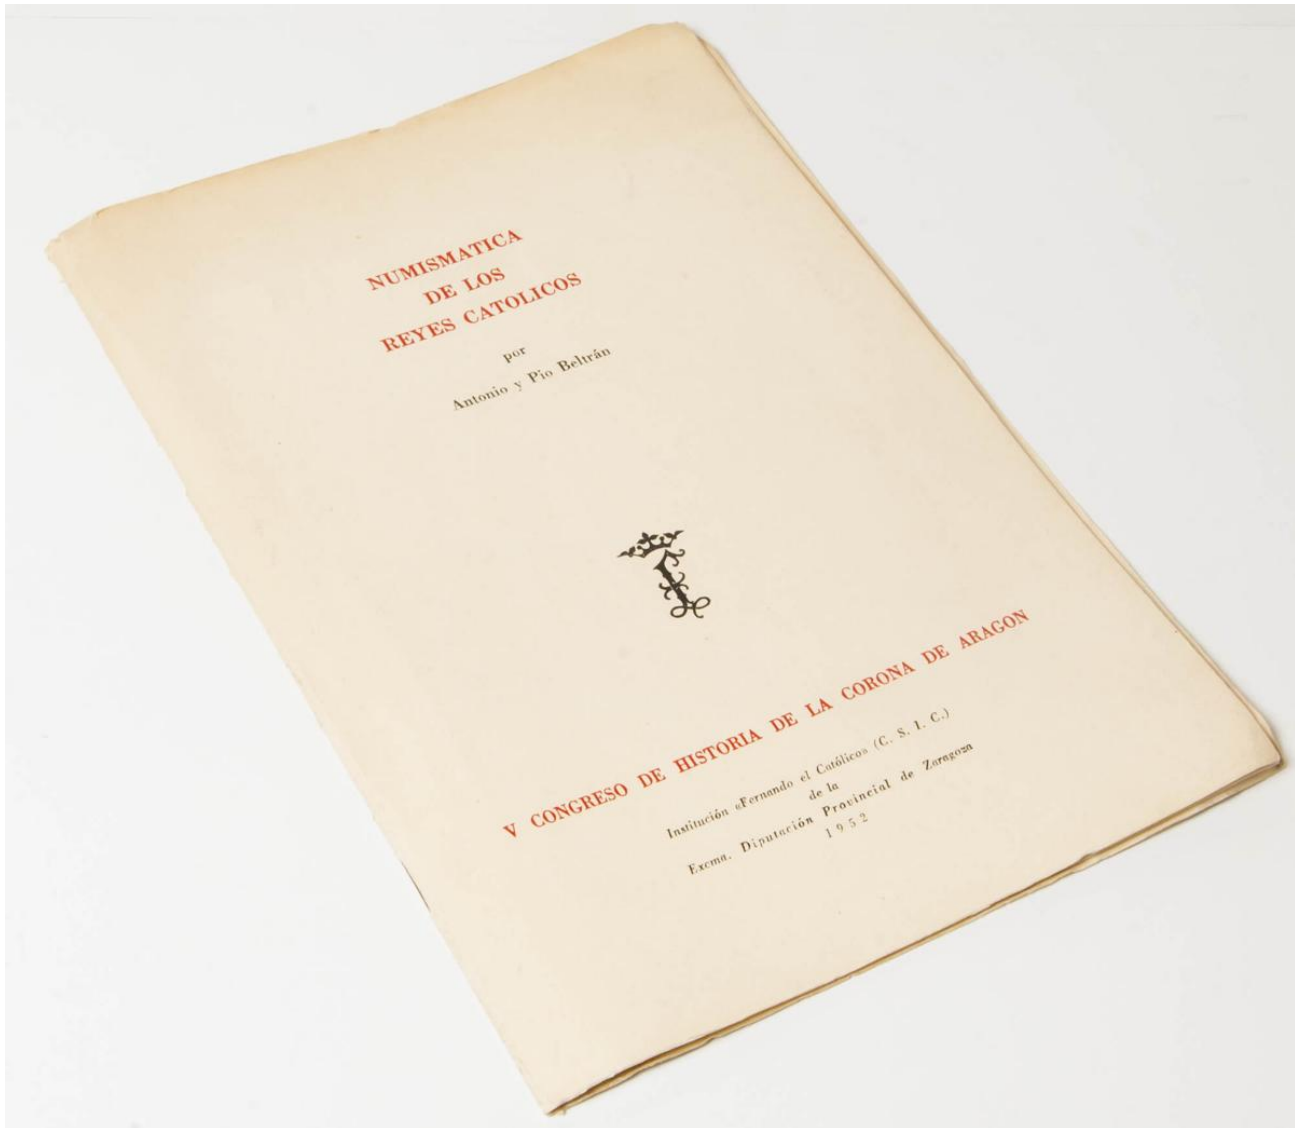 NUMISMATICA
DE LOS
REYES CATOLICOS
por
Antonio y Pío Beltrán
V CONGRESO DE HISTORIA DE LA CORONA DE ARAGON
Institución «Fernando el Católico» (C. S. I. C.)
de la
Excma. Diputación Provincial de Zaragoza
1952